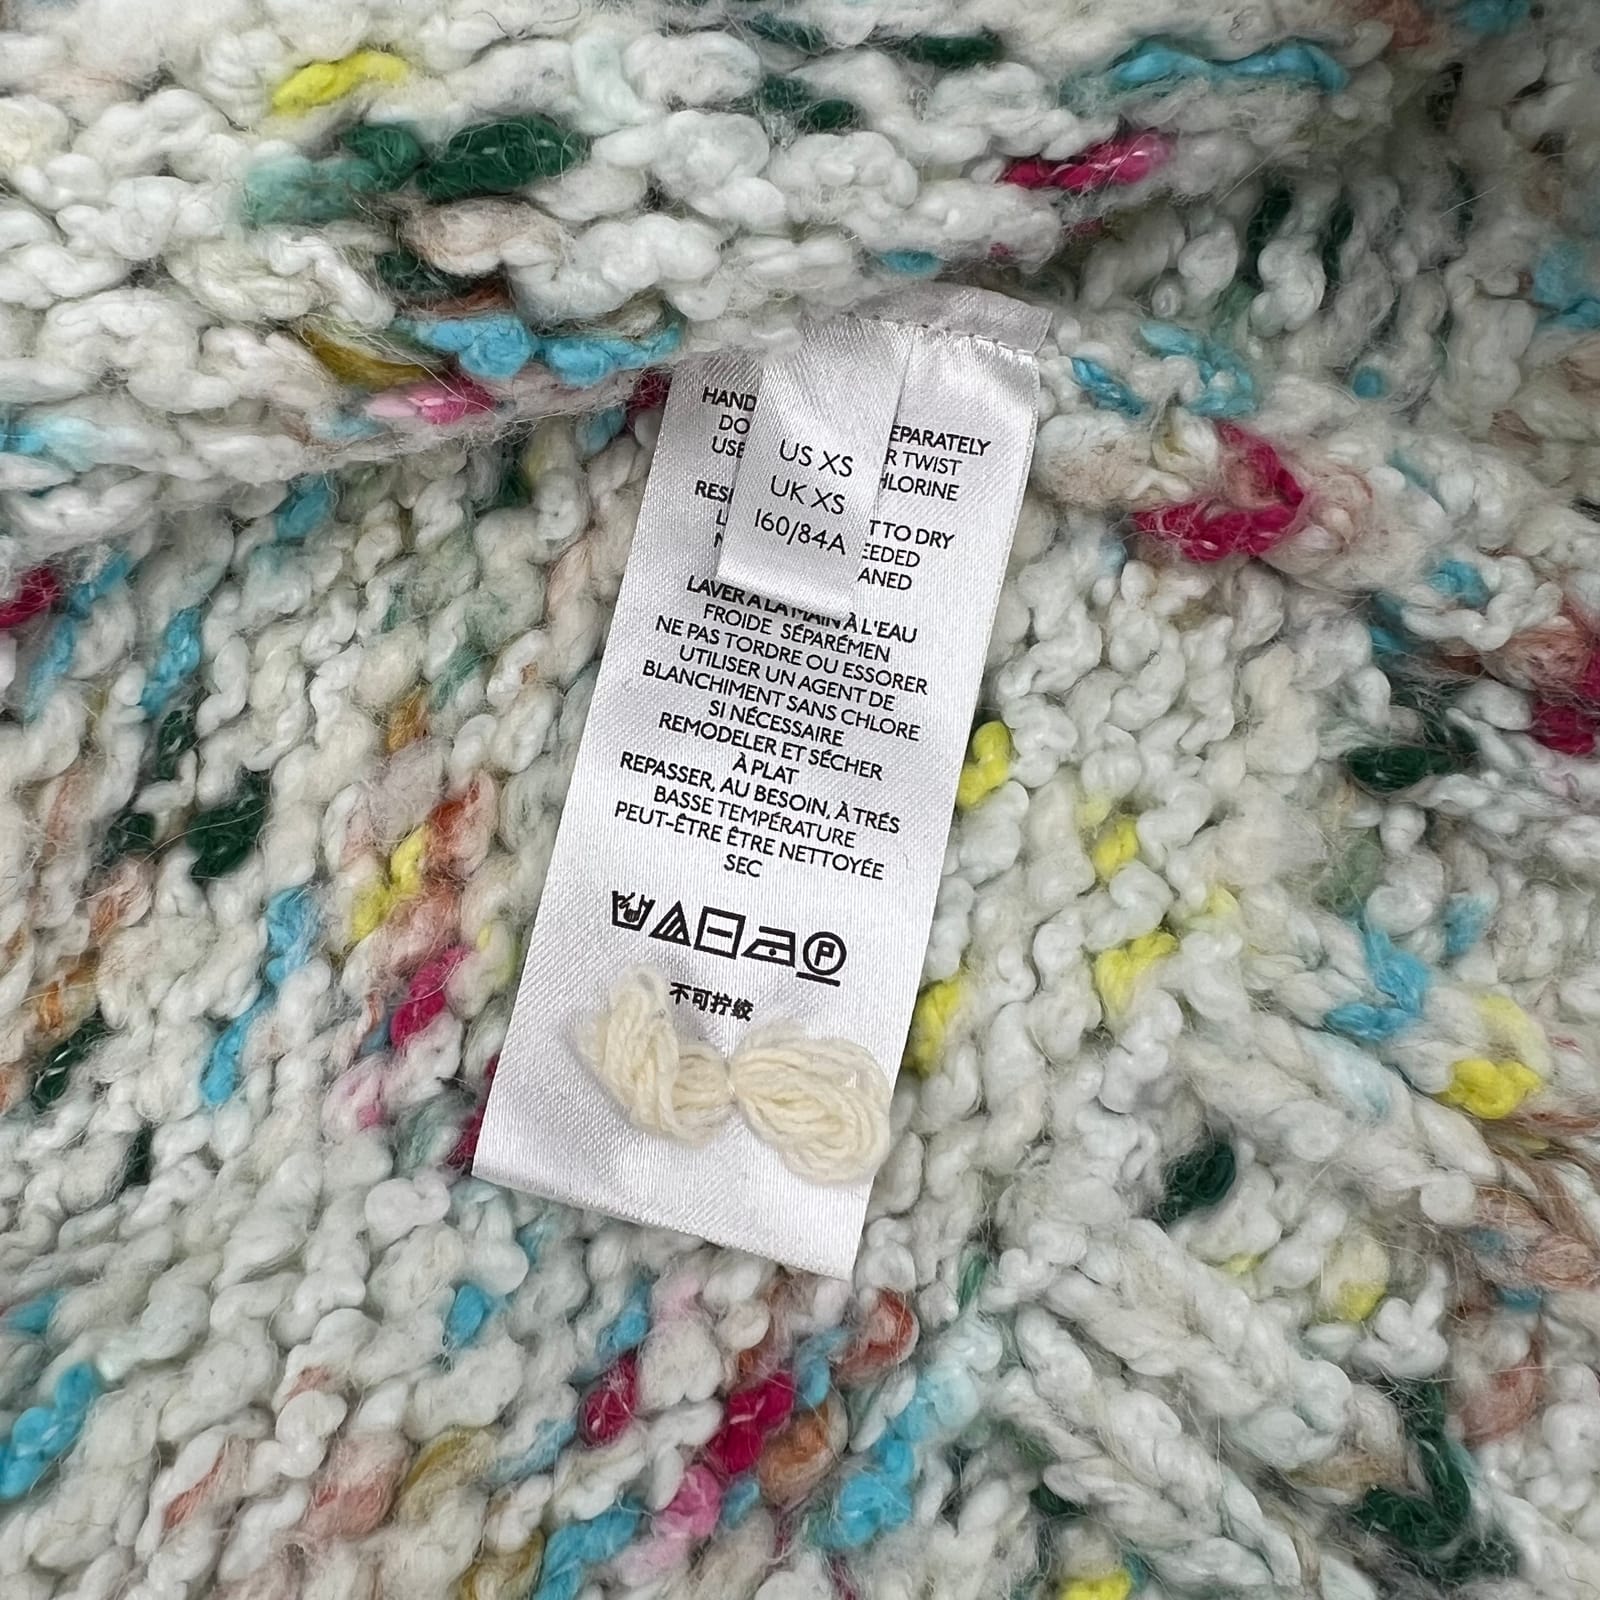 US XS
UK XS
160/84A
HAND
EPARATELY
DO
R TWIST
USE
HLORINE
RES
T TO DRY
EEDED
ANED
LAVER À LA MAIN À L'EAU
FROIDE SÉPARÉMEN
NE PAS TORDRE OU ESSORER
UTILISER UN AGENT DE
BLANCHIMENT SANS CHLORE
SI NÉCESSAIRE
REMODELER ET SÉCHER
À PLAT
REPASSER, AU BESOIN, À TRÉS
BASSE TEMPÉRATURE
PEUT-ÊTRE ÊTRE NETTOYÉE
SEC
P
不可拧绞